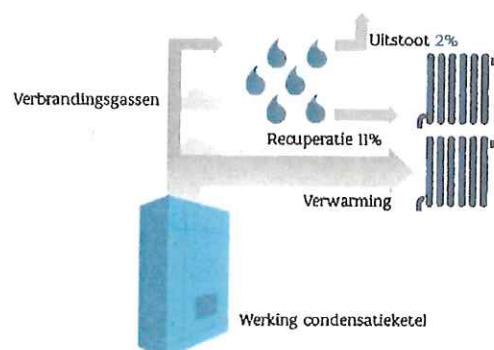 Uitstoot 2%
Verbrandingsgassen
Recuperatie 11%
Verwarming
Werking condensatieketel